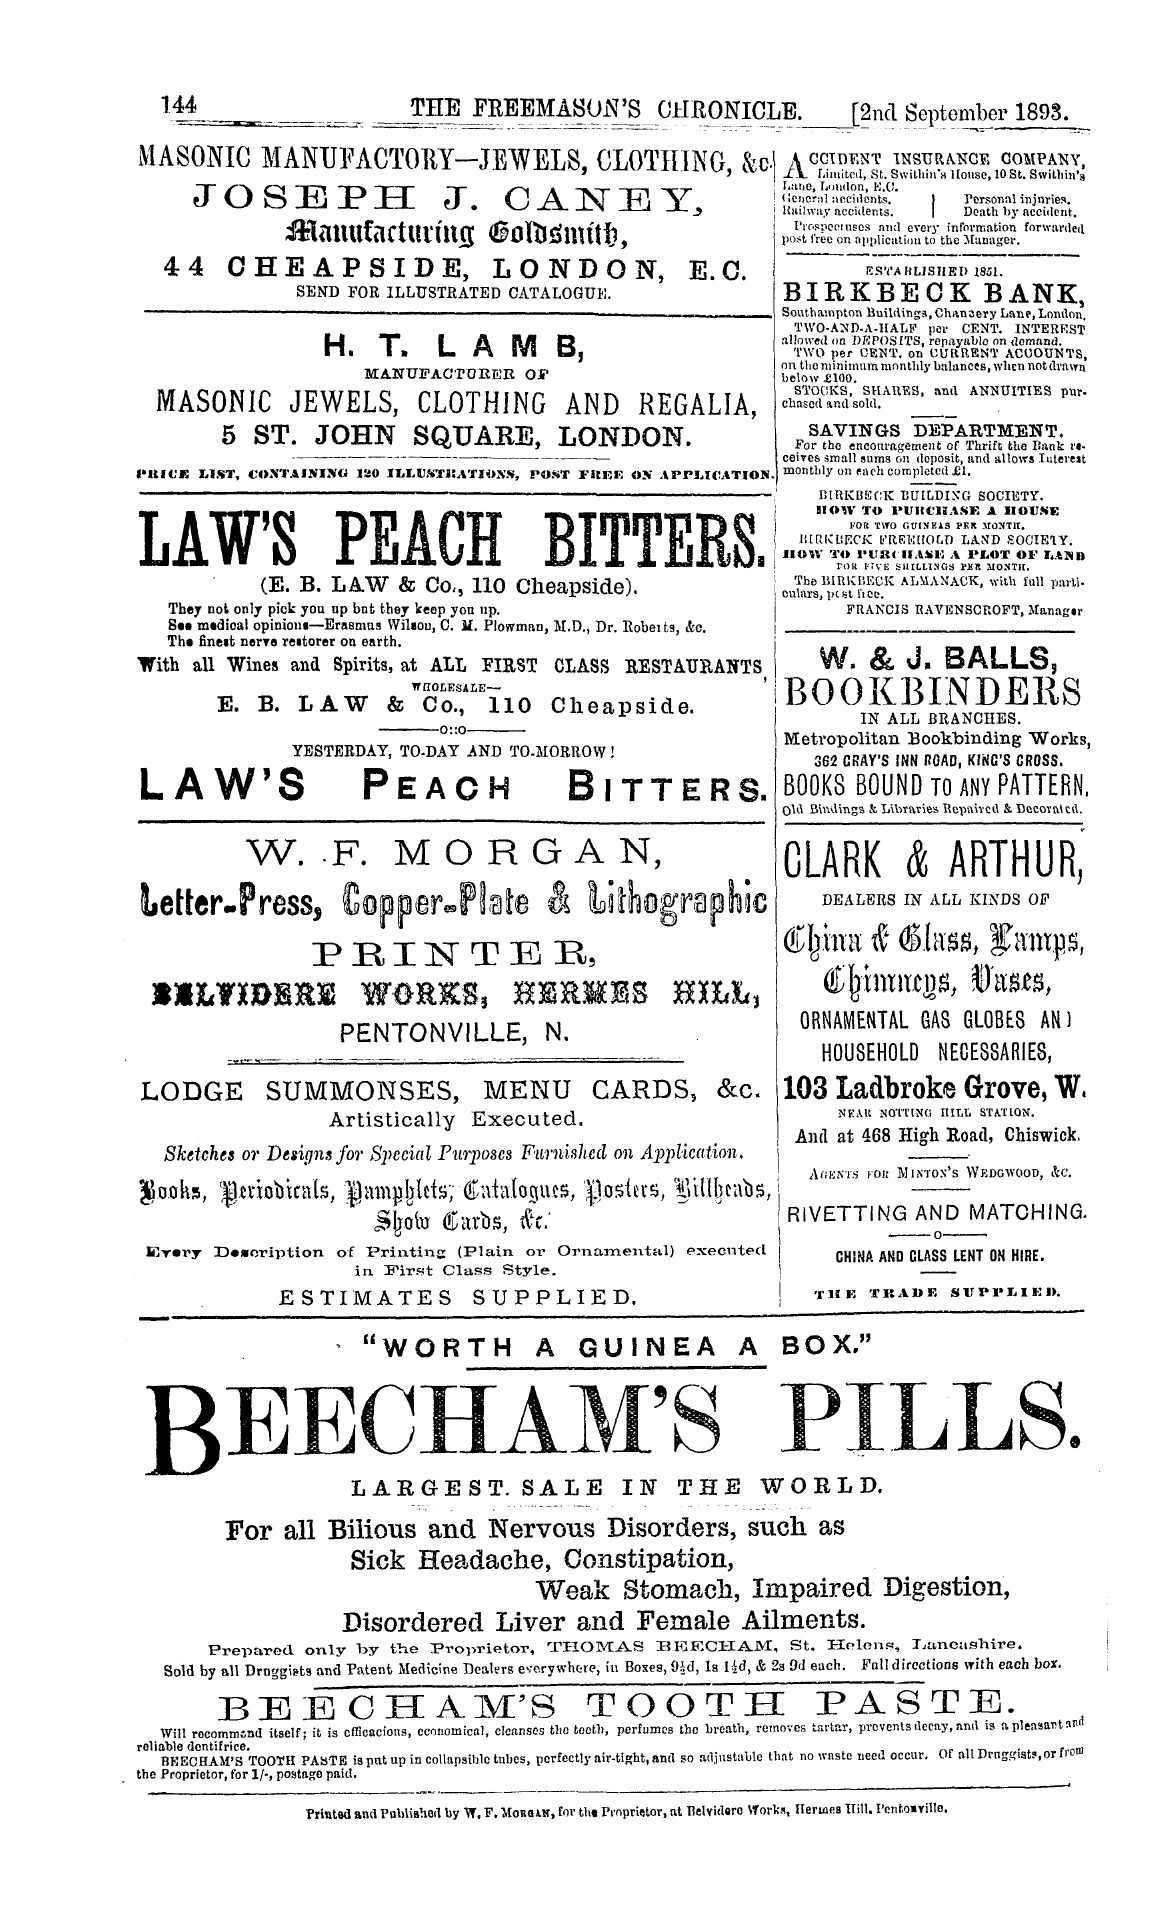 144 THE FREEMASON'S CHRONICLE. [2nd September 1893.
MASONIC MANUFACTORY—JEWELS, CLOTHING, &c.
JOSEPH J. CANEY,
Manufacturing Goldsmith,
44 CHEAPSIDE, LONDON, E.C.
SEND FOR ILLUSTRATED CATALOGUE.
H. T. LAMB,
MANUFACTURER OF
MASONIC JEWELS, CLOTHING AND REGALIA,
5 ST. JOHN SQUARE, LONDON.
PRICE LIST, CONTAINING 120 ILLUSTRATIONS, POST FREE ON APPLICATION.
LAW'S PEACH BITTERS.
(E. B. LAW & Co., 110 Cheapside).
They not only pick you up but they keep you up.
See medical opinions—Erasmus Wilson, C. M. Plowman, M.D., Dr. Roberts, &c.
The finest nerve restorer on earth.
With all Wines and Spirits, at ALL FIRST CLASS RESTAURANTS,
WHOLESALE—
E. B. LAW & Co., 110 Cheapside.
o::o
YESTERDAY, TO-DAY AND TO-MORROW!
LAW'S PEACH BITTERS.
W. F. MORGAN,
Letter-Press, Copper-Plate & Lithographic
PRINTER,
BELVIDERE WORKS, HERMES HILL,
PENTONVILLE, N.
LODGE SUMMONSES, MENU CARDS, &c.
Artistically Executed.
Sketches or Designs for Special Purposes Furnished on Application.
Books, Periodicals, Pamphlets, Catalogues, Posters, Billheads,
Show Cards, &c.
Every Description of Printing (Plain or Ornamental) executed
in First Class Style.
ESTIMATES SUPPLIED.
ACCIDENT INSURANCE COMPANY,
Limited, St. Swithin's House, 10 St. Swithin's
Lane, London, E.C.
General accidents. | Personal injuries.
Railway accidents. | Death by accident.
Prospectuses and every information forwarded
post free on application to the Manager.
ESTABLISHED 1851.
BIRKBECK BANK,
Southampton Buildings, Chancery Lane, London.
TWO-AND-A-HALF per CENT. INTEREST
allowed on DEPOSITS, repayable on demand.
TWO per CENT. on CURRENT ACCOUNTS,
on the minimum monthly balances, when not drawn
below £100.
STOCKS, SHARES, and ANNUITIES pur-
chased and sold.
SAVINGS DEPARTMENT.
For the encouragement of Thrift the Bank re-
ceives small sums on deposit, and allows Interest
monthly on each completed £1.
BIRKBECK BUILDING SOCIETY.
HOW TO PURCHASE A HOUSE
FOR TWO GUINEAS PER MONTH.
BIRKBECK FREEHOLD LAND SOCIETY.
HOW TO PURCHASE A PLOT OF LAND
FOR FIVE SHILLINGS PER MONTH.
The BIRKBECK ALMANACK, with full parti-
culars, post free.
FRANCIS RAVENSCROFT, Manager
W. & J. BALLS,
BOOKBINDERS
IN ALL BRANCHES.
Metropolitan Bookbinding Works,
362 GRAY'S INN ROAD, KING'S CROSS.
BOOKS BOUND TO ANY PATTERN.
Old Bindings & Libraries Repaired & Decorated.
CLARK & ARTHUR,
DEALERS IN ALL KINDS OF
China & Glass, Lamps,
Chimneys, Vases,
ORNAMENTAL GAS GLOBES AND
HOUSEHOLD NECESSARIES,
103 Ladbroke Grove, W.
NEAR NOTTING HILL STATION.
And at 468 High Road, Chiswick.
AGENTS FOR MINTON'S WEDGWOOD, &C.
RIVETTING AND MATCHING.
o
CHINA AND GLASS LENT ON HIRE.
THE TRADE SUPPLIED.
"WORTH A GUINEA A BOX."
BEECHAM'S PILLS.
LARGEST. SALE IN THE WORLD.
For all Bilious and Nervous Disorders, such as
Sick Headache, Constipation,
Weak Stomach, Impaired Digestion,
Disordered Liver and Female Ailments.
Prepared only by the Proprietor, THOMAS BEECHAM, St. Helens, Lancashire.
Sold by all Druggists and Patent Medicine Dealers everywhere, in Boxes, 9½d, 1s 1½d, & 2s 9d each. Full directions with each box.
BEECHAM'S TOOTH PASTE.
Will recommend itself; it is efficacious, economical, cleanses the teeth, perfumes the breath, removes tartar, prevents decay, and is a pleasant and
reliable dentifrice.
BEECHAM'S TOOTH PASTE is put up in collapsible tubes, perfectly air-tight, and so adjustable that no waste need occur. Of all Druggists, or from
the Proprietor, for 1/-, postage paid.
Printed and Published by W. F. MORGAN, for the Proprietor, at Belvidere Works, Hermes Hill, Pentonville.